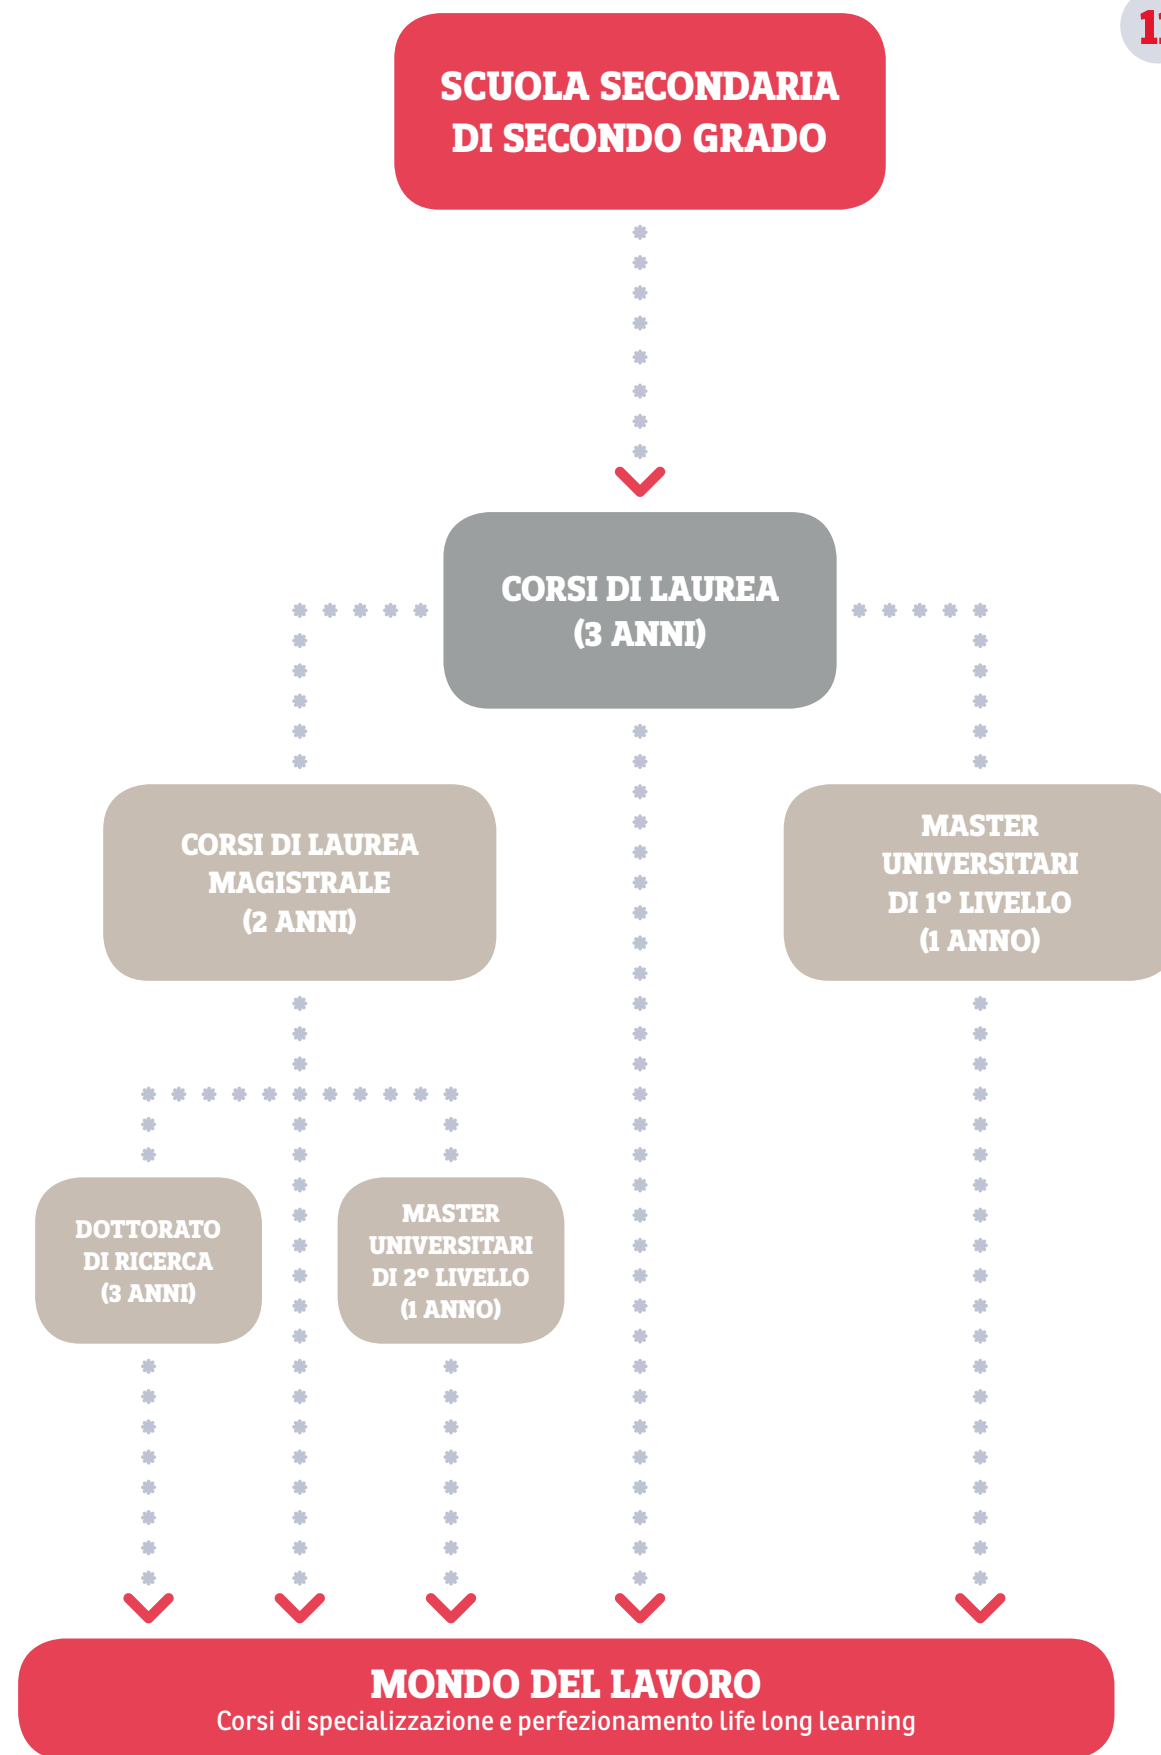 SCUOLA SECONDARIA
DI SECONDO GRADO
CORSI DI LAUREA
(3 ANNI)
CORSI DI LAUREA
MAGISTRALE
(2 ANNI)
MASTER
UNIVERSITARI
DI 1º LIVELLO
(1 ANNO)
DOTTORATO
DI RICERCA
(3 ANNI)
MASTER
UNIVERSITARI
DI 2º LIVELLO
(1 ANNO)
MONDO DEL LAVORO
Corsi di specializzazione e perfezionamento life long learning